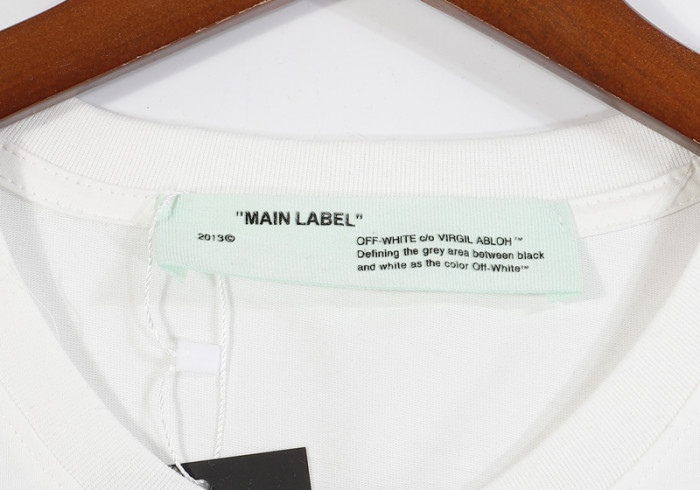 "MAIN LABEL"
2013©
OFF-WHITE c/o VIRGIL ABLOH™
Defining the grey area between black
and white as the color Off-White™